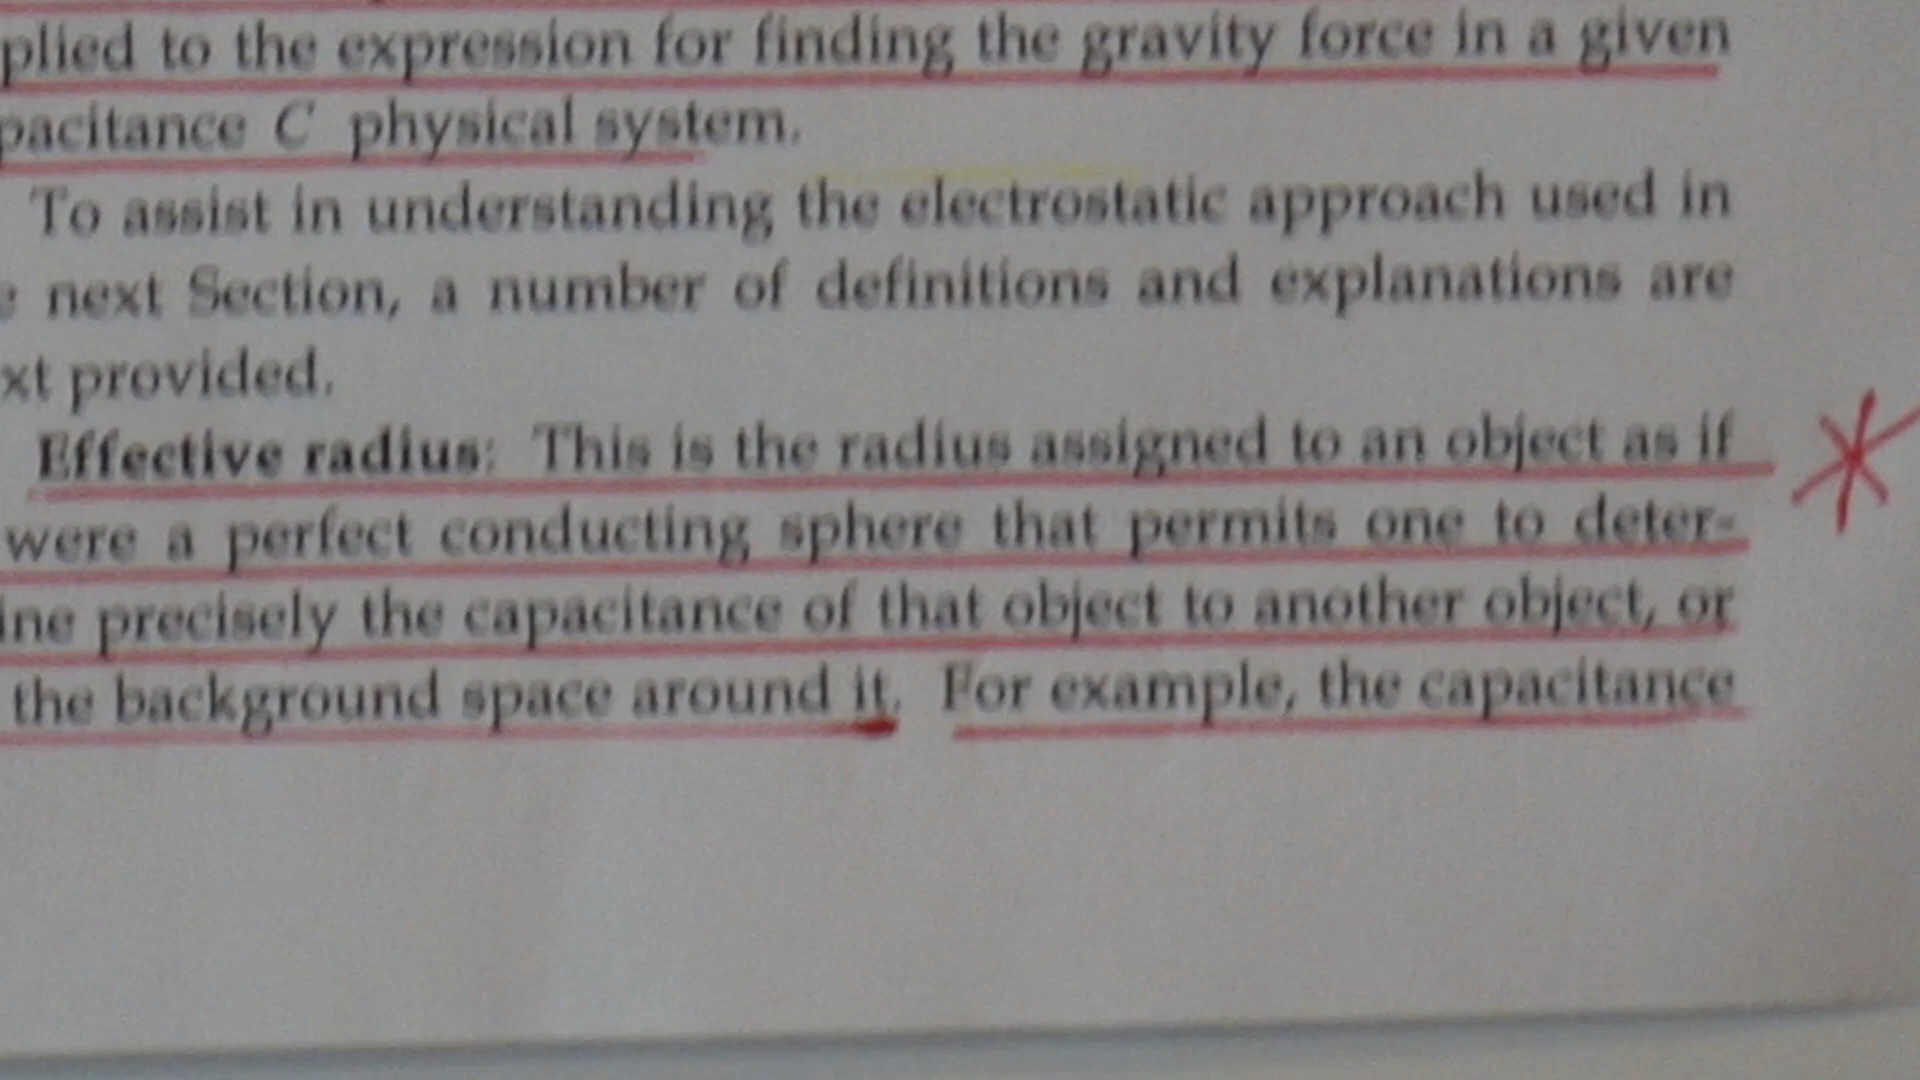 plied to the expression for finding the gravity force in a given
pacitance C physical system.
To assist in understanding the electrostatic approach used in
e next Section, a number of definitions and explanations are
xt provided.
Effective radius: This is the radius assigned to an object as if
were a perfect conducting sphere that permits one to deter-
ine precisely the capacitance of that object to another object, or
the background space around it. For example, the capacitance